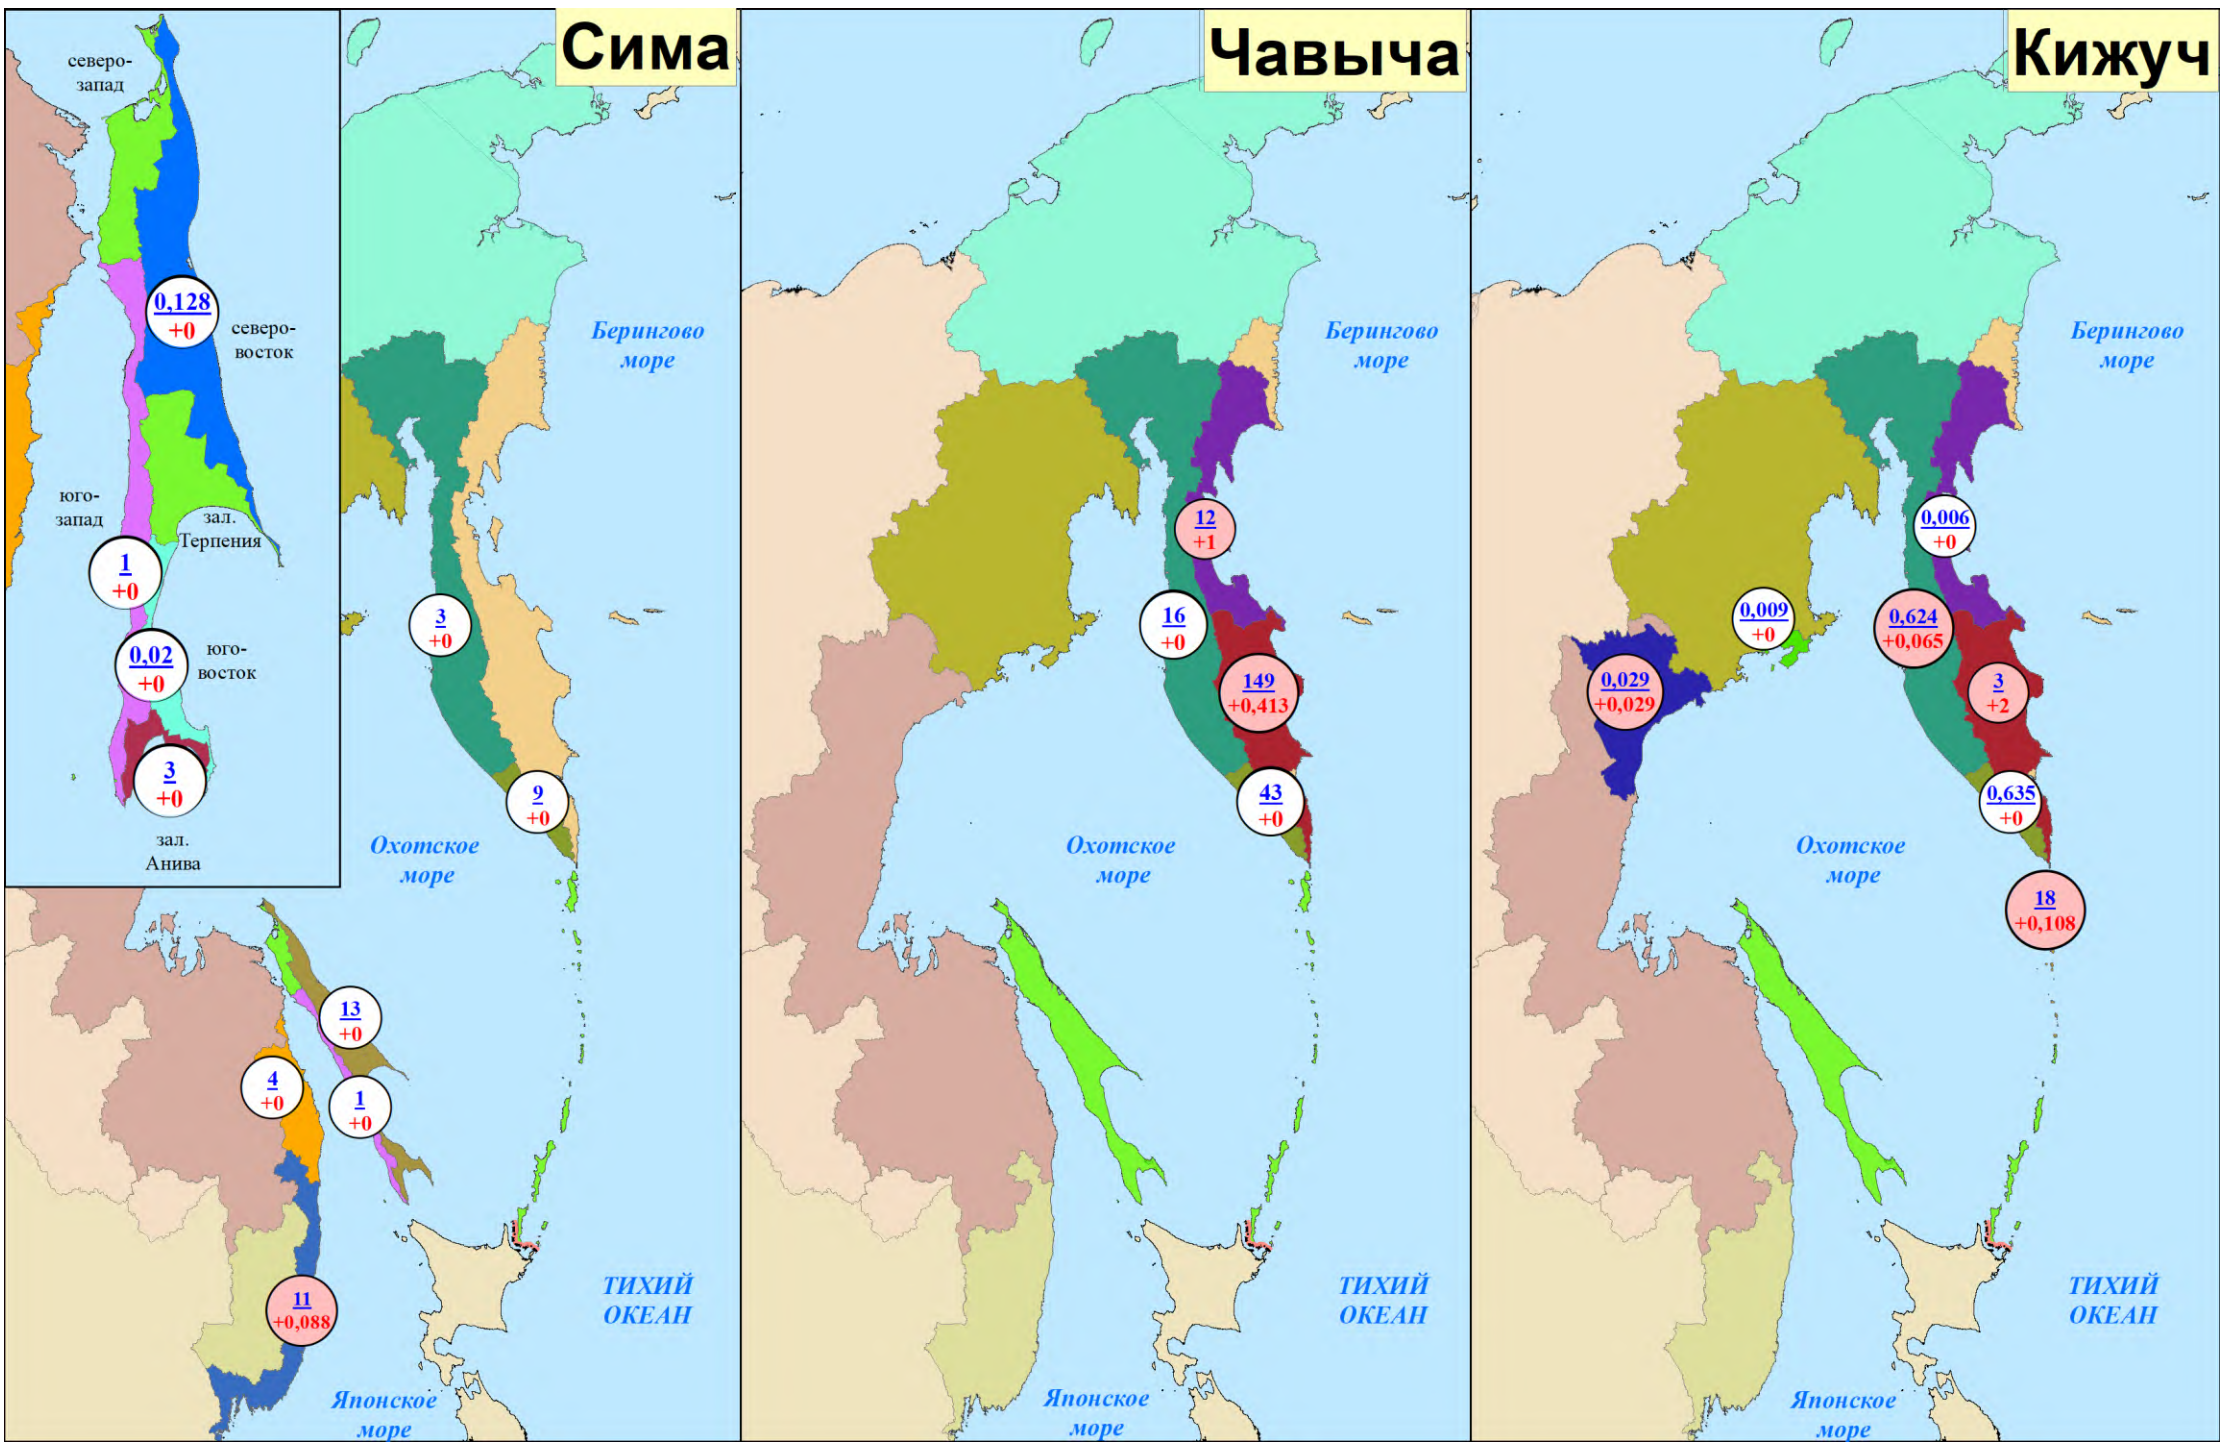 Сима
северо-
запад
0,128
+0
северо-
восток
юго-
запад
зал.
Терпения
1
+0
0,02
+0
юго-
восток
3
+0
зал.
Анива
Берингово
море
3
+0
9
+0
Охотское
море
13
+0
4
+0
1
+0
11
+0,088
ТИХИЙ
ОКЕАН
Японское
море
Чавыча
Берингово
море
12
+1
16
+0
149
+0,413
43
+0
Охотское
море
ТИХИЙ
ОКЕАН
Японское
море
Кижуч
Берингово
море
0,006
+0
0,009
+0
0,624
+0,065
0,029
+0,029
3
+2
0,635
+0
Охотское
море
18
+0,108
ТИХИЙ
ОКЕАН
Японское
море